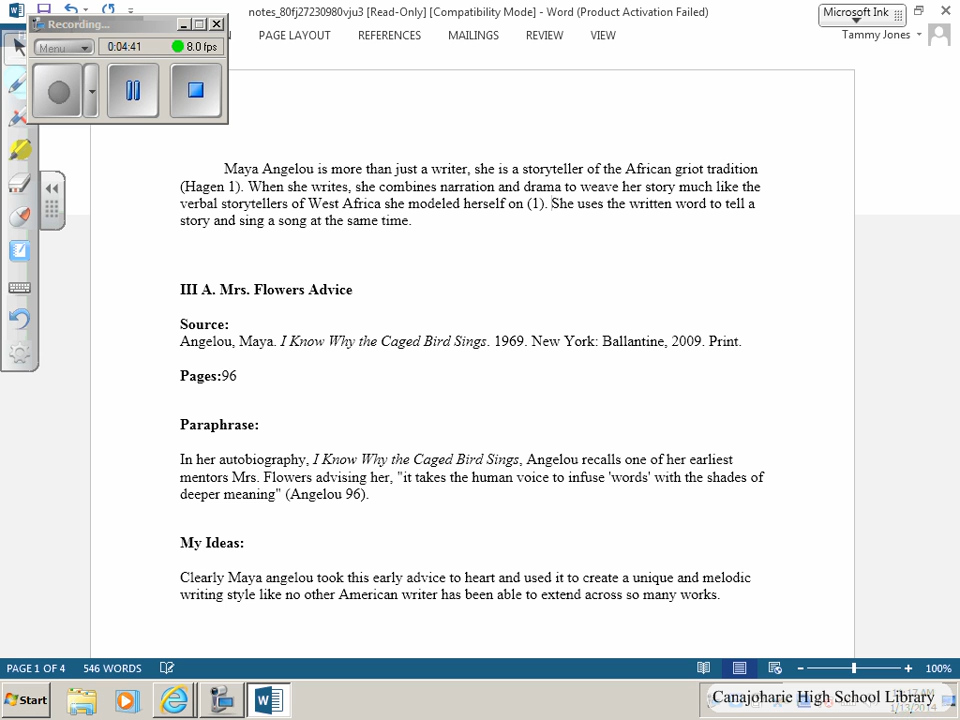 notes_80fj27230980vju3 [Read-Only] [Compatibility Mode] - Word (Product Activation Failed)
Microsoft Ink
Recording...
Menu
0:04:41
8.0 fps
PAGE LAYOUT
REFERENCES
MAILINGS
REVIEW
VIEW
Tammy Jones
Maya Angelou is more than just a writer, she is a storyteller of the African griot tradition
(Hagen 1). When she writes, she combines narration and drama to weave her story much like the
verbal storytellers of West Africa she modeled herself on (1). She uses the written word to tell a
story and sing a song at the same time.
III A. Mrs. Flowers Advice
Source:
Angelou, Maya. I Know Why the Caged Bird Sings. 1969. New York: Ballantine, 2009. Print.
Pages:96
Paraphrase:
In her autobiography, I Know Why the Caged Bird Sings, Angelou recalls one of her earliest
mentors Mrs. Flowers advising her, "it takes the human voice to infuse 'words' with the shades of
deeper meaning" (Angelou 96).
My Ideas:
Clearly Maya angelou took this early advice to heart and used it to create a unique and melodic
writing style like no other American writer has been able to extend across so many works.
PAGE 1 OF 4
546 WORDS
100%
Start
Canajoharie High School Library
1/13/2014